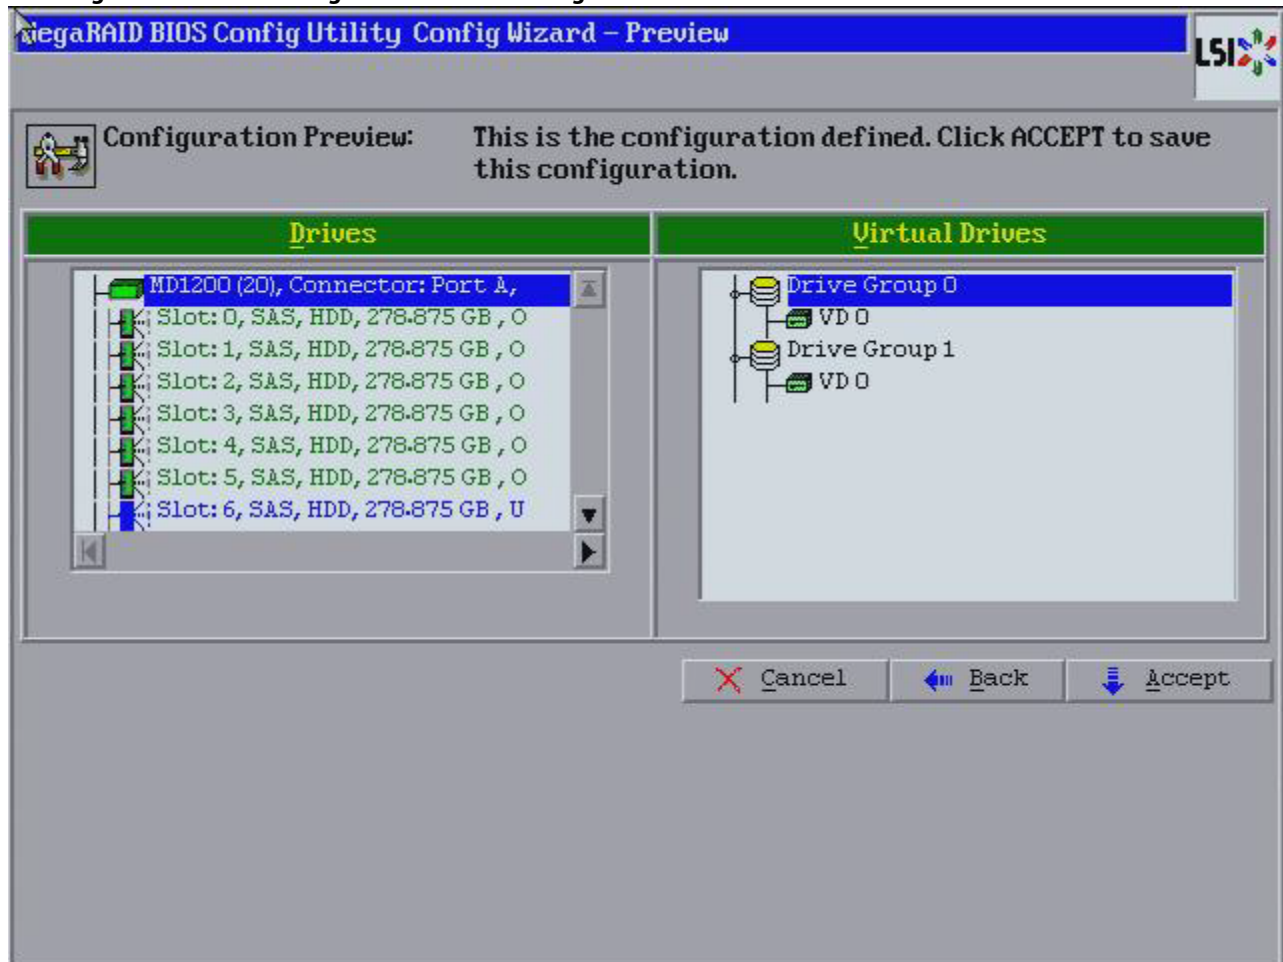 MegaRAID BIOS Config Utility Config Wizard – Preview
LSI
Configuration Preview: This is the configuration defined. Click ACCEPT to save
this configuration.
Drives
MD1200 (20), Connector: Port A,
Slot: 0, SAS, HDD, 278.875 GB , O
Slot: 1, SAS, HDD, 278.875 GB , O
Slot: 2, SAS, HDD, 278.875 GB , O
Slot: 3, SAS, HDD, 278.875 GB , O
Slot: 4, SAS, HDD, 278.875 GB , O
Slot: 5, SAS, HDD, 278.875 GB , O
Slot: 6, SAS, HDD, 278.875 GB , U
Virtual Drives
Drive Group 0
VD 0
Drive Group 1
VD 0
Cancel
Back
Accept